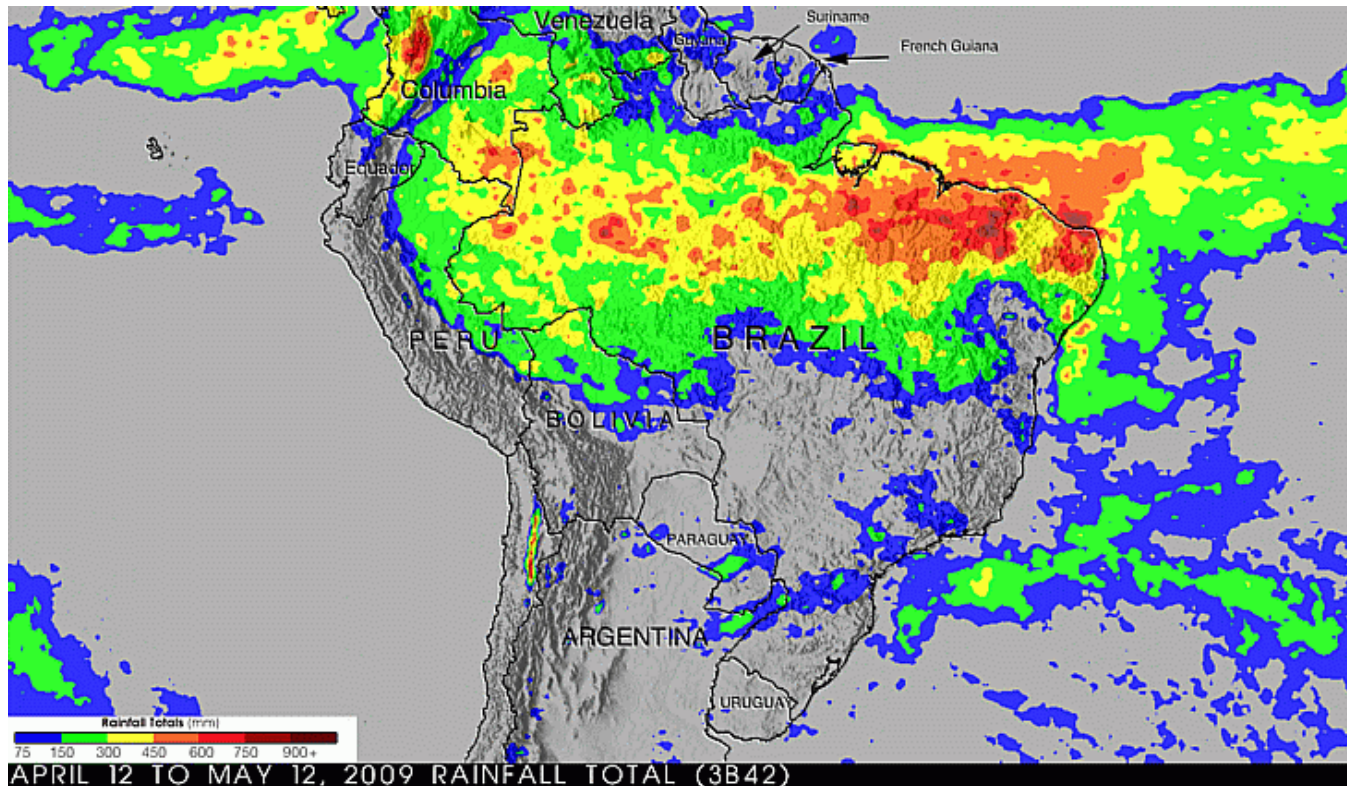 Venezuela
Suriname
Guyana
French Guiana
Columbia
Equador
PERU
BRAZIL
BOLIVIA
PARAGUAY
ARGENTINA
URUGUAY
Rainfall Totals (mm)
75 150 300 450 600 750 900+
APRIL 12 TO MAY 12, 2009 RAINFALL TOTAL (3B42)